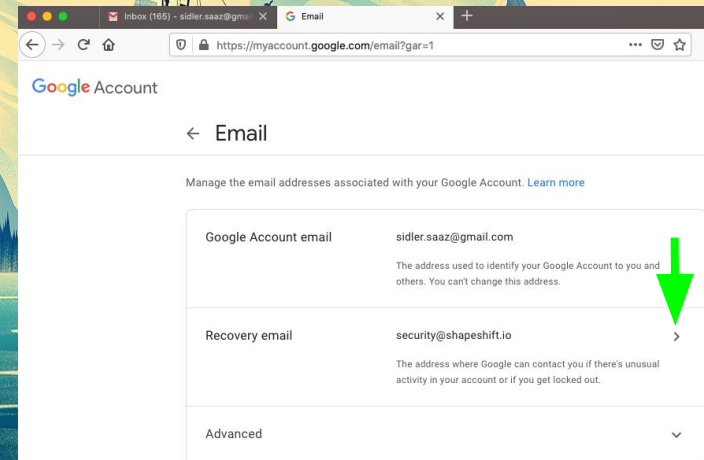 Inbox (165) - sidler.saaz@gmail
Email
https://myaccount.google.com/email?gar=1
Google Account
Email
Manage the email addresses associated with your Google Account. Learn more
Google Account email
sidler.saaz@gmail.com
The address used to identify your Google Account to you and
others. You can't change this address.
Recovery email
security@shapeshift.io
The address where Google can contact you if there's unusual
activity in your account or if you get locked out.
Advanced